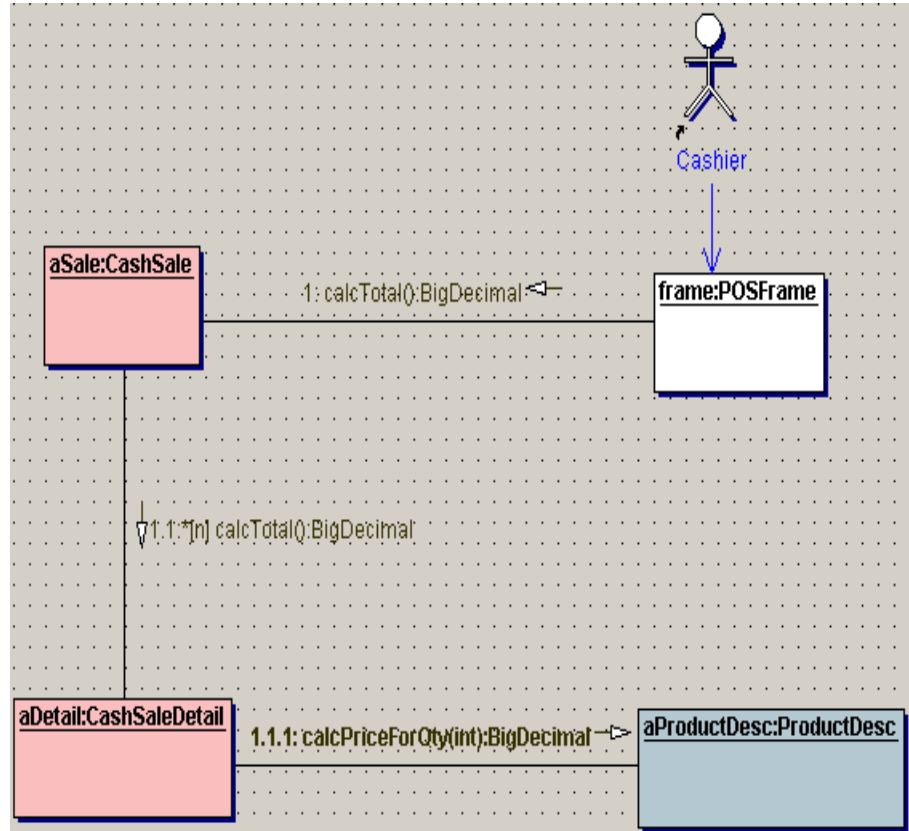 Cashier
aSale:CashSale
1: calcTotal():BigDecimal
frame:POSFrame
1.1:*[n] calcTotal():BigDecimal
aDetail:CashSaleDetail
1.1.1: calcPriceForQty(int):BigDecimal
aProductDesc:ProductDesc